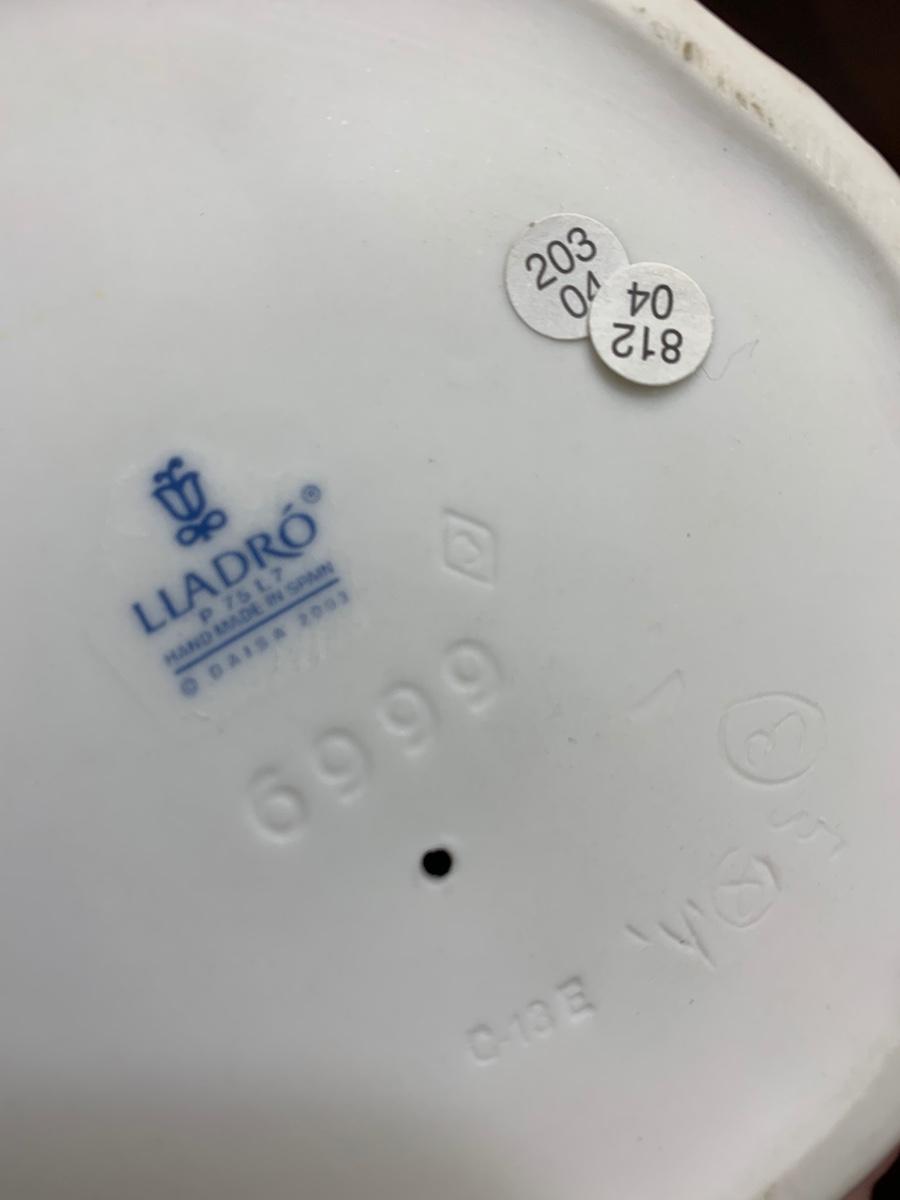 203
04
04
812
LLADRÓ®
P 75 L7
HAND MADE IN SPAIN
© DAISA 2003
6999
C-13 E